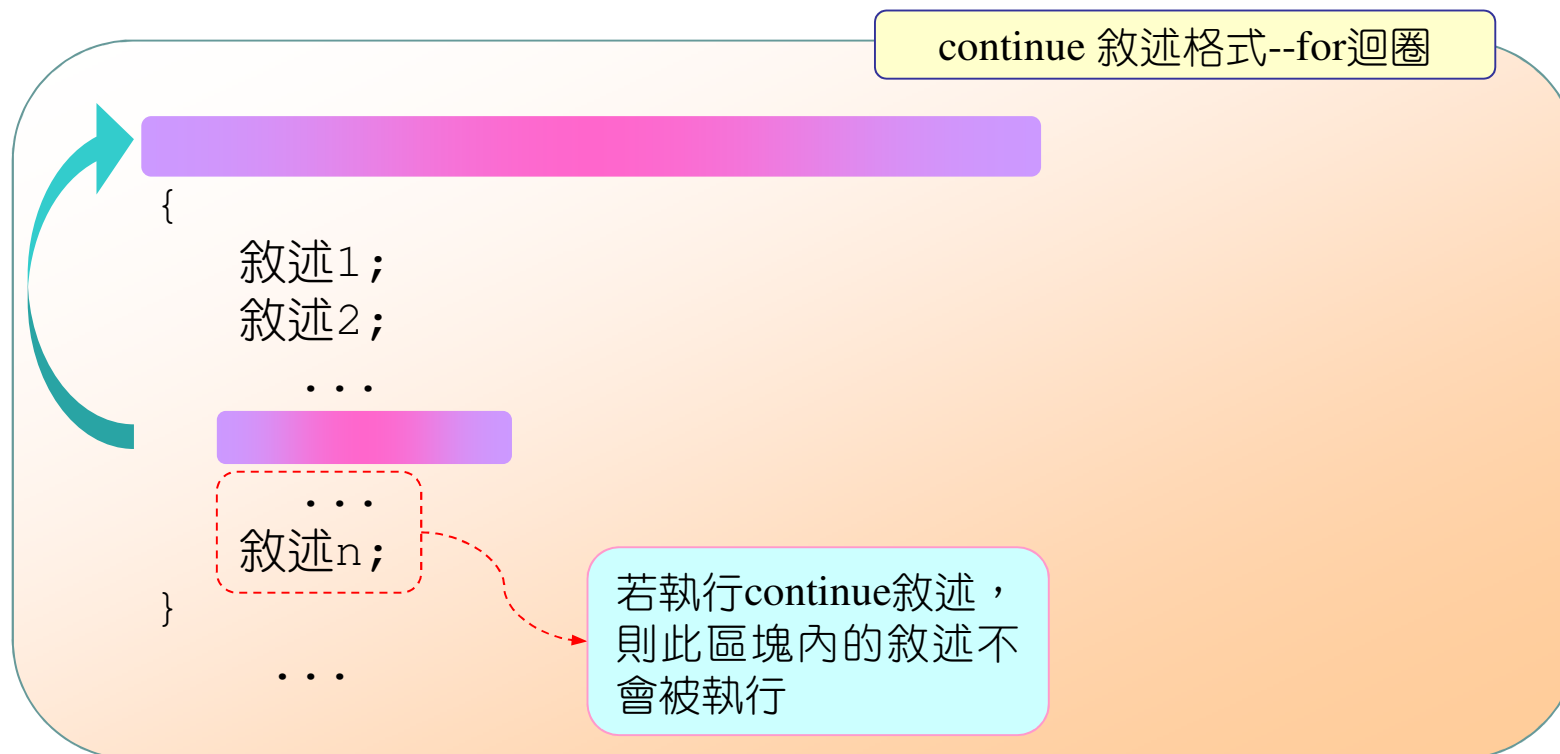 continue 敘述格式--for迴圈
{
敘述1;
敘述2;
...
...
敘述n;
}
...
若執行continue敘述，
則此區塊內的敘述不
會被執行